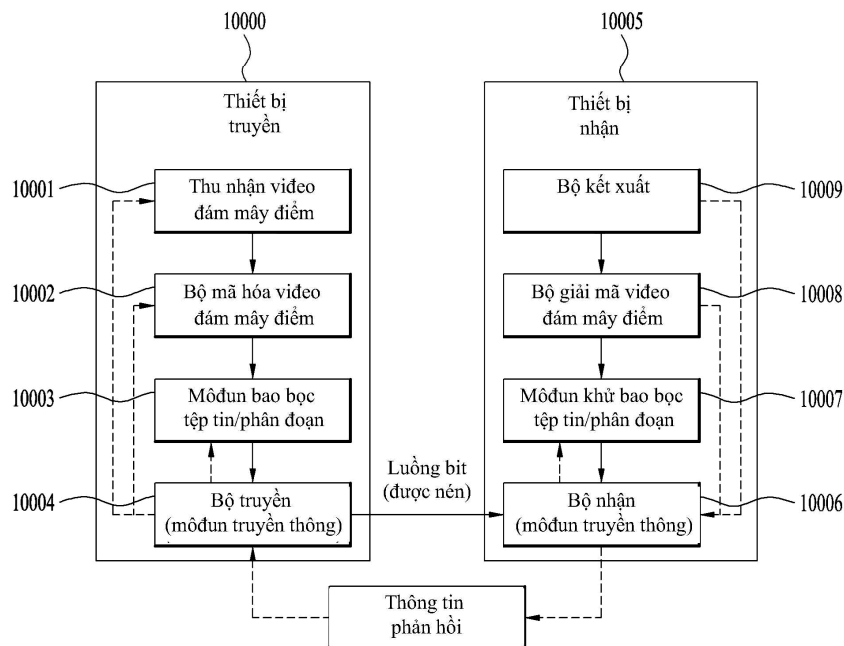 10000
10005
Thiết bị
truyền
Thiết bị
nhận
10001
Thu nhận viđeo
đám mây điểm
Bộ kết xuất
10009
10002
Bộ mã hóa viđeo
đám mây điểm
Bộ giải mã viđeo
đám mây điểm
10008
10003
Môđun bao bọc
tệp tin/phân đoạn
Môđun khử bao bọc
tệp tin/phân đoạn
10007
Luồng bit
(được nén)
10004
Bộ truyền
(môđun truyền thông)
Bộ nhận
(môđun truyền thông)
10006
Thông tin
phản hồi